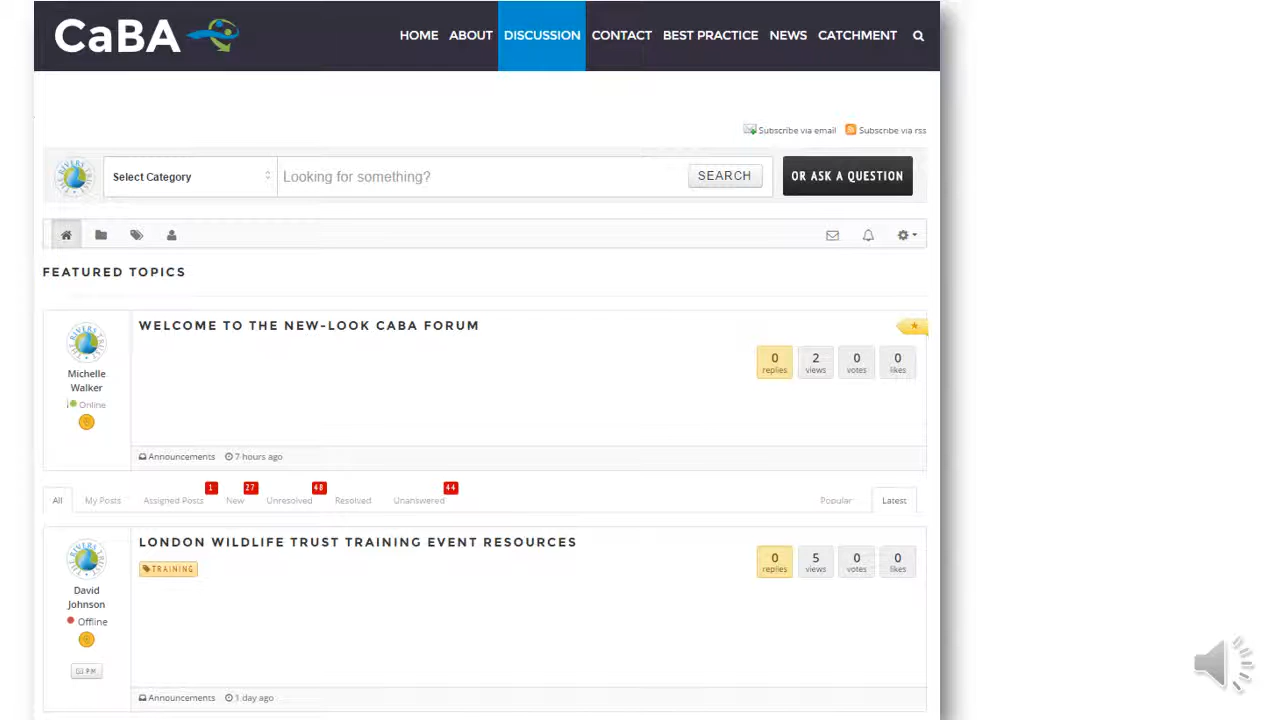 CaBA
HOME ABOUT DISCUSSION CONTACT BEST PRACTICE NEWS CATCHMENT
Subscribe via email Subscribe via rss
Select Category Looking for something? SEARCH OR ASK A QUESTION
FEATURED TOPICS
WELCOME TO THE NEW-LOOK CABA FORUM
Michelle
Walker
Online
0 2 0 0
replies views votes likes
Announcements 7 hours ago
1 27 48 44
All My Posts Assigned Posts New Unresolved Resolved Unanswered Popular Latest
LONDON WILDLIFE TRUST TRAINING EVENT RESOURCES
TRAINING
David
Johnson
Offline
PM
0 5 0 0
replies views votes likes
Announcements 1 day ago